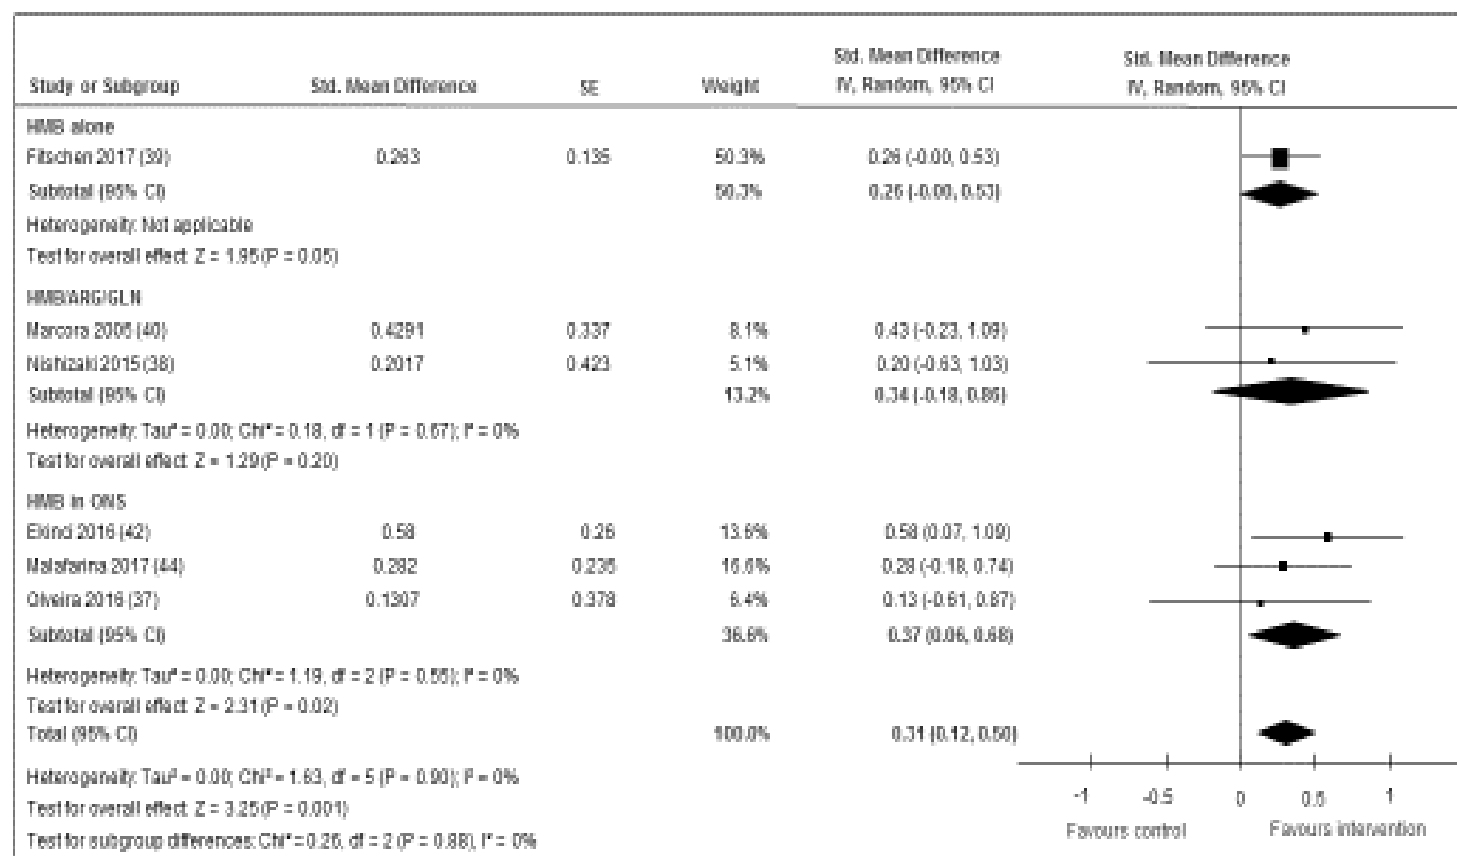 Std. Mean Difference Std. Mean Difference
Study or Subgroup Std. Mean Difference SE Weight IV, Random, 95% CI IV, Random, 95% CI
HMB alone
Fitschen 2017 (39) 0.263 0.135 50.3% 0.26 (-0.00, 0.53)
Subtotal (95% CI) 50.3% 0.26 (-0.00, 0.53)
Heterogeneity: Not applicable
Test for overall effect: Z = 1.95 (P = 0.05)
HMB/ARG/GLN
Marcora 2005 (40) 0.4291 0.337 8.1% 0.43 (-0.23, 1.09)
Nishizaki 2015 (38) 0.2017 0.423 5.1% 0.20 (-0.63, 1.03)
Subtotal (95% CI) 13.2% 0.34 (-0.18, 0.86)
Heterogeneity: Tau² = 0.00; Chi² = 0.18, df = 1 (P = 0.67); I² = 0%
Test for overall effect: Z = 1.29 (P = 0.20)
HMB in ONS
Ekinci 2016 (42) 0.58 0.26 13.6% 0.58 (0.07, 1.09)
Malafarina 2017 (44) 0.282 0.235 16.6% 0.28 (-0.18, 0.74)
Olveira 2016 (37) 0.1307 0.378 6.4% 0.13 (-0.61, 0.87)
Subtotal (95% CI) 36.6% 0.37 (0.06, 0.68)
Heterogeneity: Tau² = 0.00; Chi² = 1.19, df = 2 (P = 0.55); I² = 0%
Test for overall effect: Z = 2.31 (P = 0.02)
Total (95% CI) 100.0% 0.31 (0.12, 0.50)
Heterogeneity: Tau² = 0.00; Chi² = 1.63, df = 5 (P = 0.90); I² = 0%
Test for overall effect: Z = 3.25 (P = 0.001)
Test for subgroup differences: Chi² = 0.26, df = 2 (P = 0.88), I² = 0%
-1 -0.5 0 0.5 1
Favours control Favours intervention